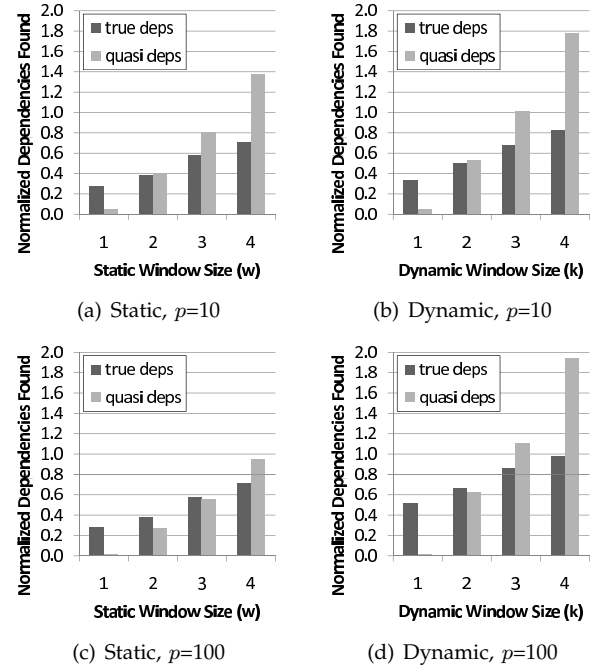 Normalized Dependencies Found
2.0
1.8
1.6
1.4
1.2
1.0
0.8
0.6
0.4
0.2
0.0
true deps
quasi deps
1 2 3 4
Static Window Size (w)
(a) Static, p=10
Normalized Dependencies Found
2.0
1.8
1.6
1.4
1.2
1.0
0.8
0.6
0.4
0.2
0.0
true deps
quasi deps
1 2 3 4
Dynamic Window Size (k)
(b) Dynamic, p=10
Normalized Dependencies Found
2.0
1.8
1.6
1.4
1.2
1.0
0.8
0.6
0.4
0.2
0.0
true deps
quasi deps
1 2 3 4
Static Window Size (w)
(c) Static, p=100
Normalized Dependencies Found
2.0
1.8
1.6
1.4
1.2
1.0
0.8
0.6
0.4
0.2
0.0
true deps
quasi deps
1 2 3 4
Dynamic Window Size (k)
(d) Dynamic, p=100